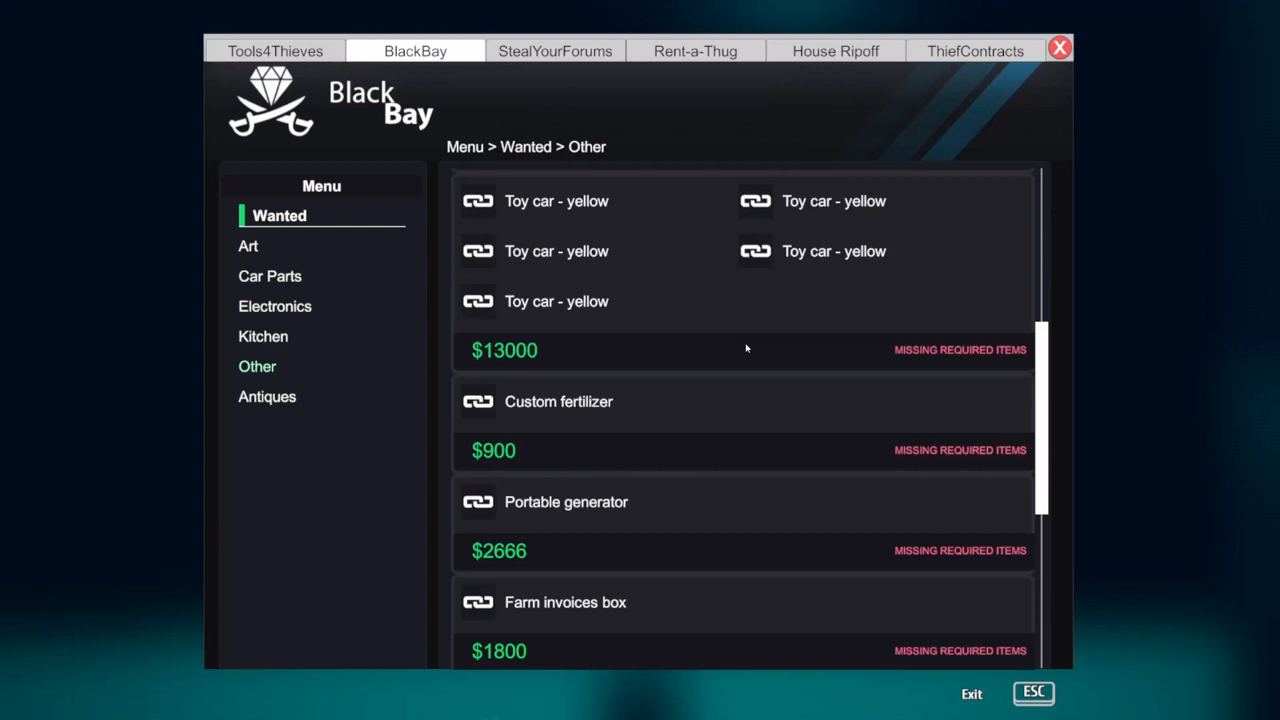 Tools4Thieves BlackBay StealYourForums Rent-a-Thug House Ripoff ThiefContracts X
Black
Bay
Menu > Wanted > Other
Menu
Wanted
Art
Car Parts
Electronics
Kitchen
Other
Antiques
Toy car - yellow Toy car - yellow
Toy car - yellow Toy car - yellow
Toy car - yellow
$13000 MISSING REQUIRED ITEMS
Custom fertilizer
$900 MISSING REQUIRED ITEMS
Portable generator
$2666 MISSING REQUIRED ITEMS
Farm invoices box
$1800 MISSING REQUIRED ITEMS
Exit ESC